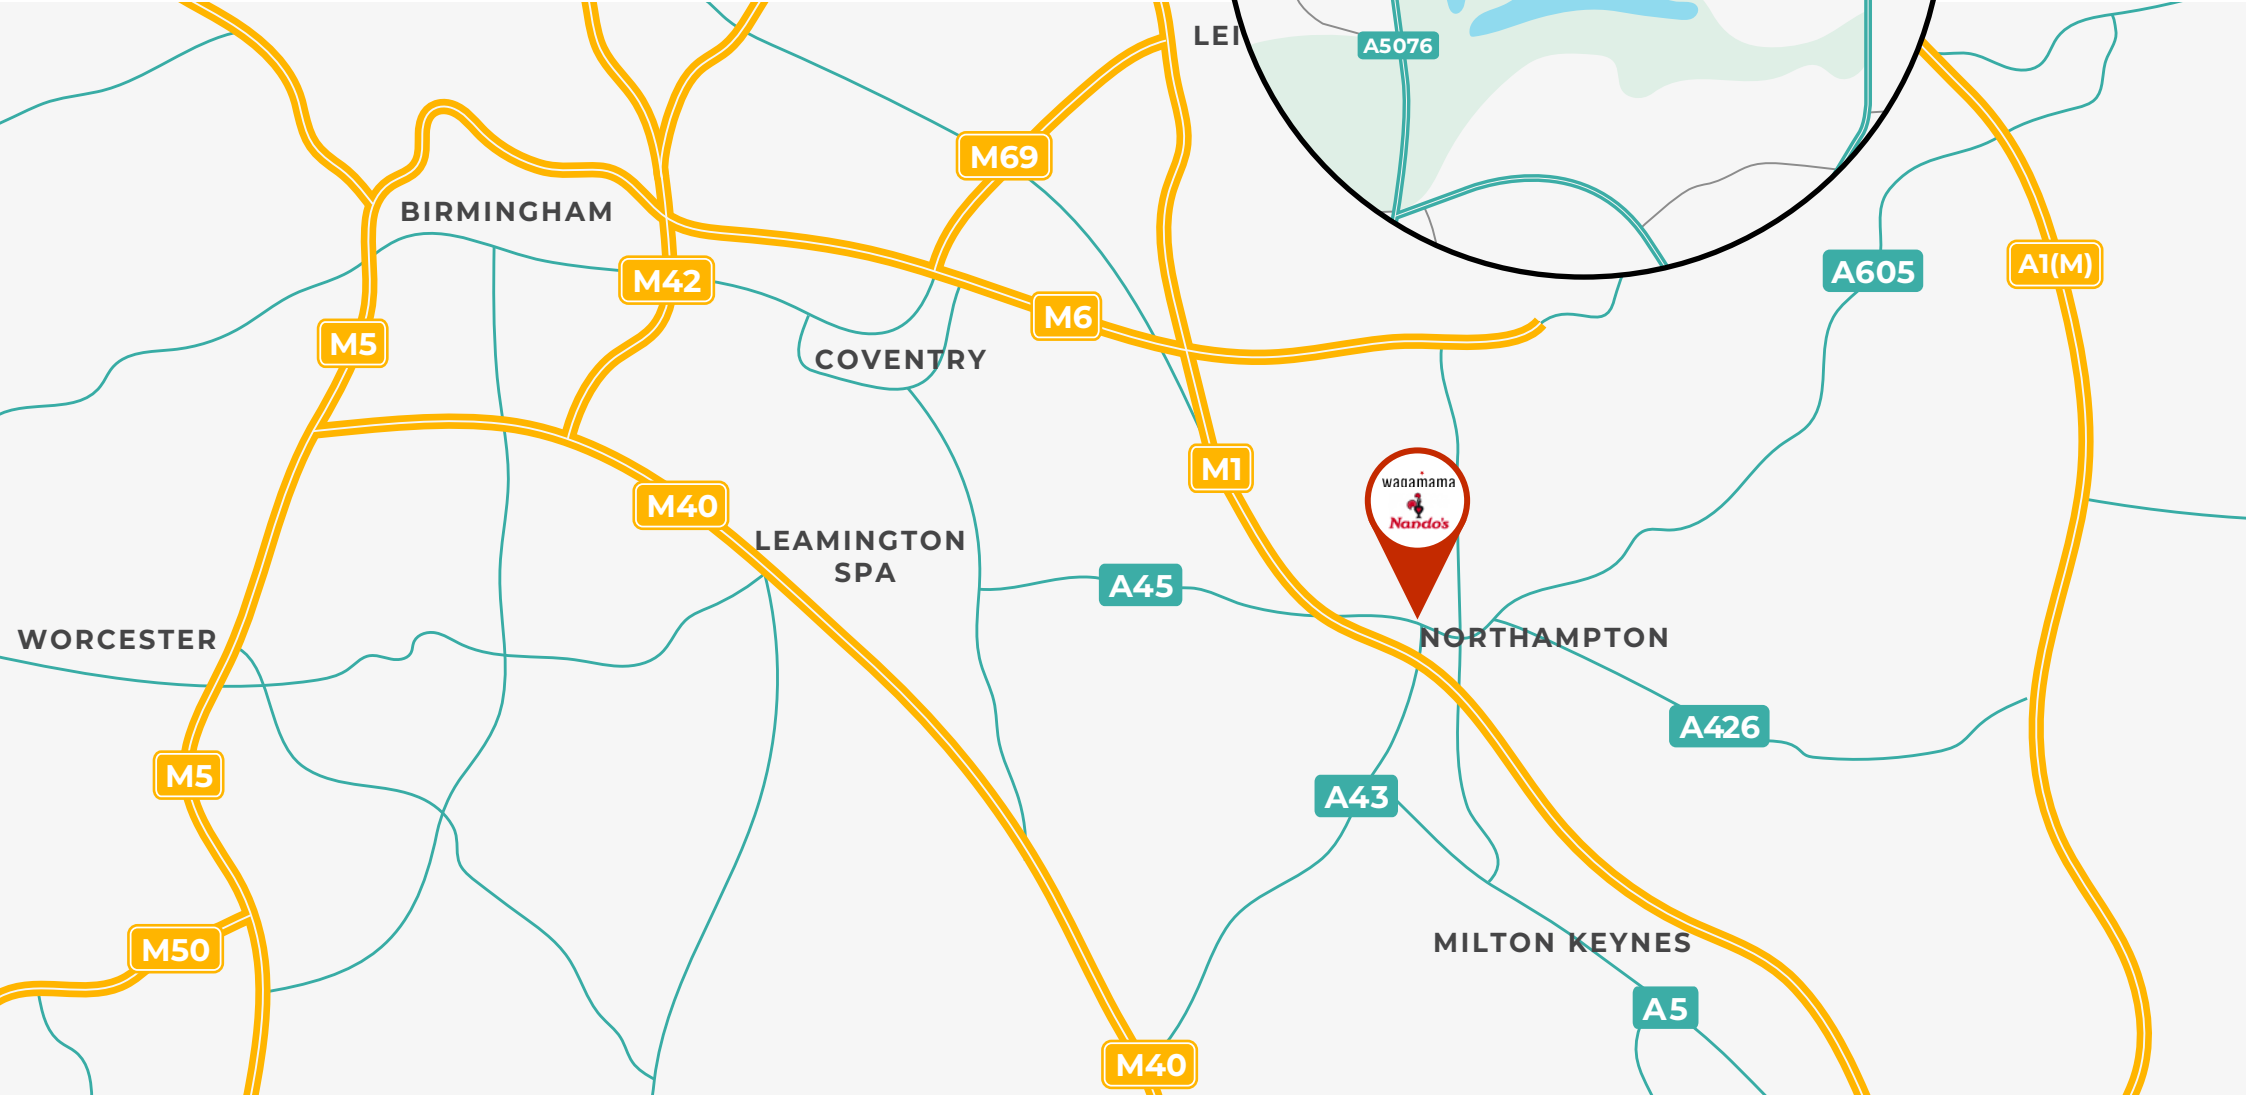 LEI
A5076
M69
BIRMINGHAM
A605
A1(M)
M42
M6
M5
COVENTRY
M1
wagamama
Nando's
M40
LEAMINGTON
SPA
A45
WORCESTER
NORTHAMPTON
A426
M5
A43
M50
MILTON KEYNES
A5
M40